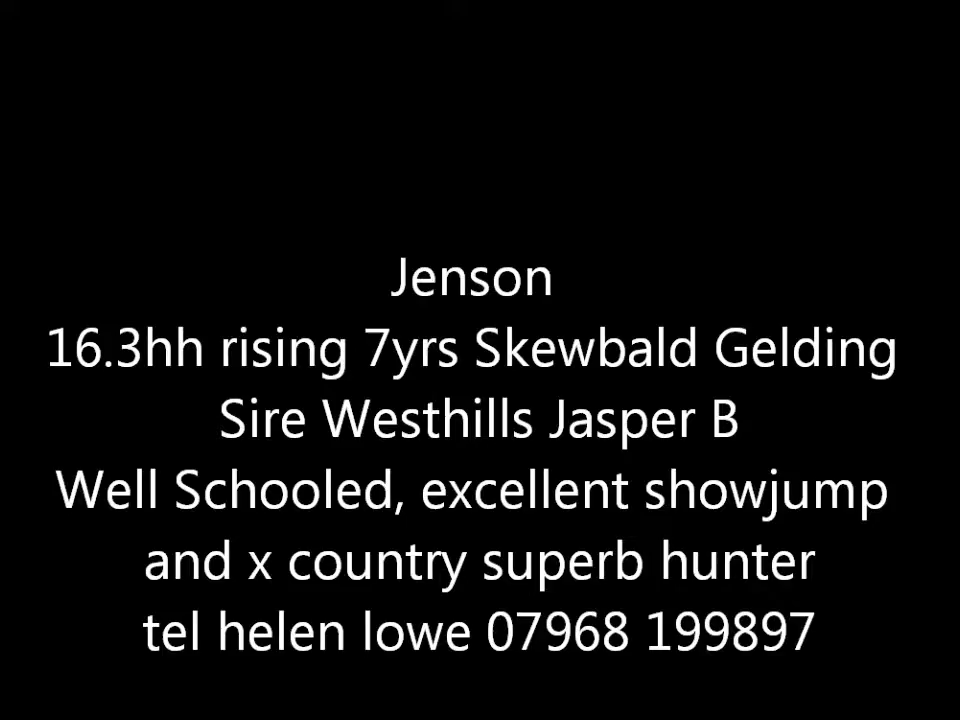 Jenson
16.3hh rising 7yrs Skewbald Gelding
Sire Westhills Jasper B
Well Schooled, excellent showjump
and x country superb hunter
tel helen lowe 07968 199897